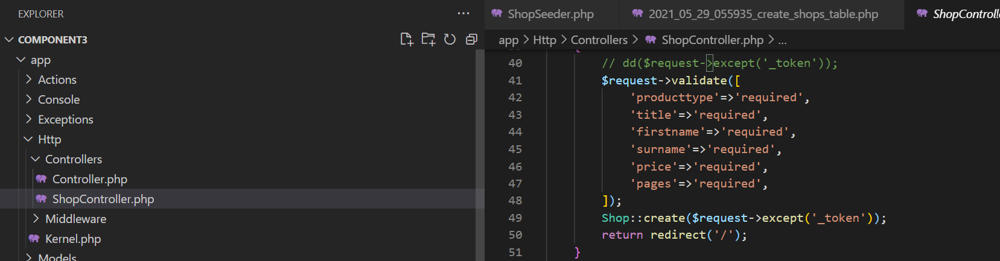 EXPLORER
COMPONENT3
app
Actions
Console
Exceptions
Http
Controllers
Controller.php
ShopController.php
Middleware
Kernel.php
Models
ShopSeeder.php
2021_05_29_055935_create_shops_table.php
ShopControlle
app > Http > Controllers > ShopController.php > ...
{
40 // dd($request->except('_token'));
41 $request->validate([
42 'producttype'=>'required',
43 'title'=>'required',
44 'firstname'=>'required',
45 'surname'=>'required',
46 'price'=>'required',
47 'pages'=>'required',
48 ]);
49 Shop::create($request->except('_token'));
50 return redirect('/');
51 }